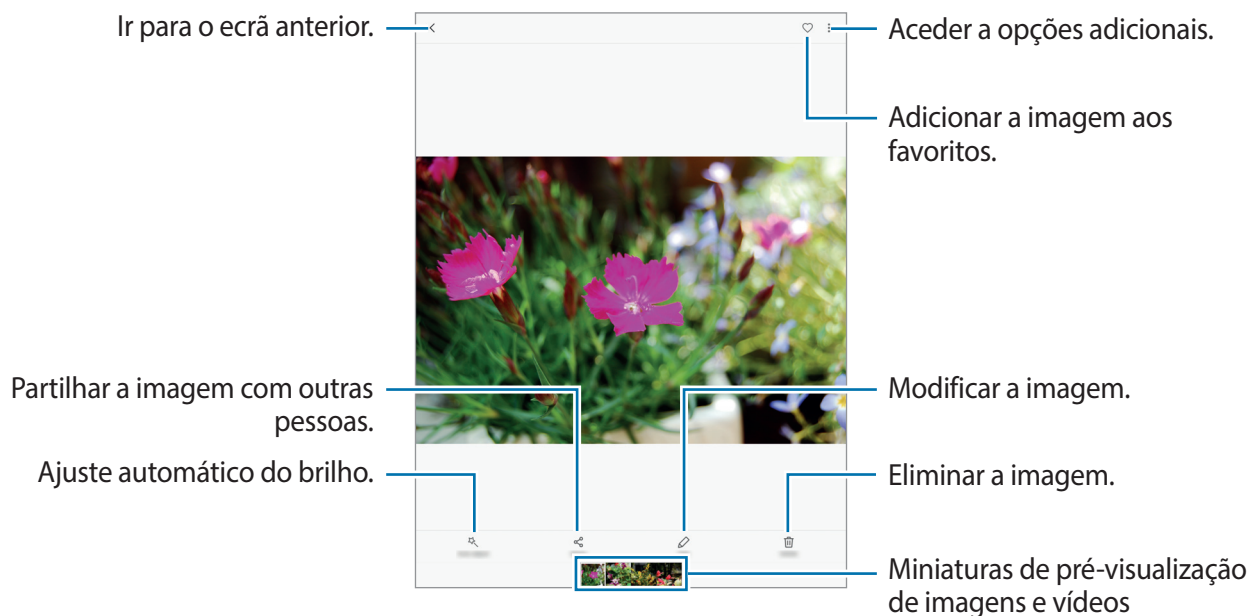 Ir para o ecrã anterior.
Aceder a opções adicionais.
Adicionar a imagem aos
favoritos.
Partilhar a imagem com outras
pessoas.
Modificar a imagem.
Ajuste automático do brilho.
Eliminar a imagem.
Miniaturas de pré-visualização
de imagens e vídeos